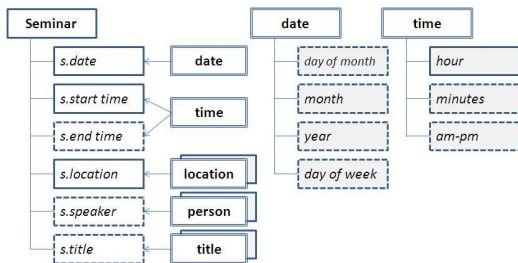 Seminar
s.date
s.start time
s.end time
s.location
s.speaker
s.title
date
time
location
person
title
date
day of month
month
year
day of week
time
hour
minutes
am-pm